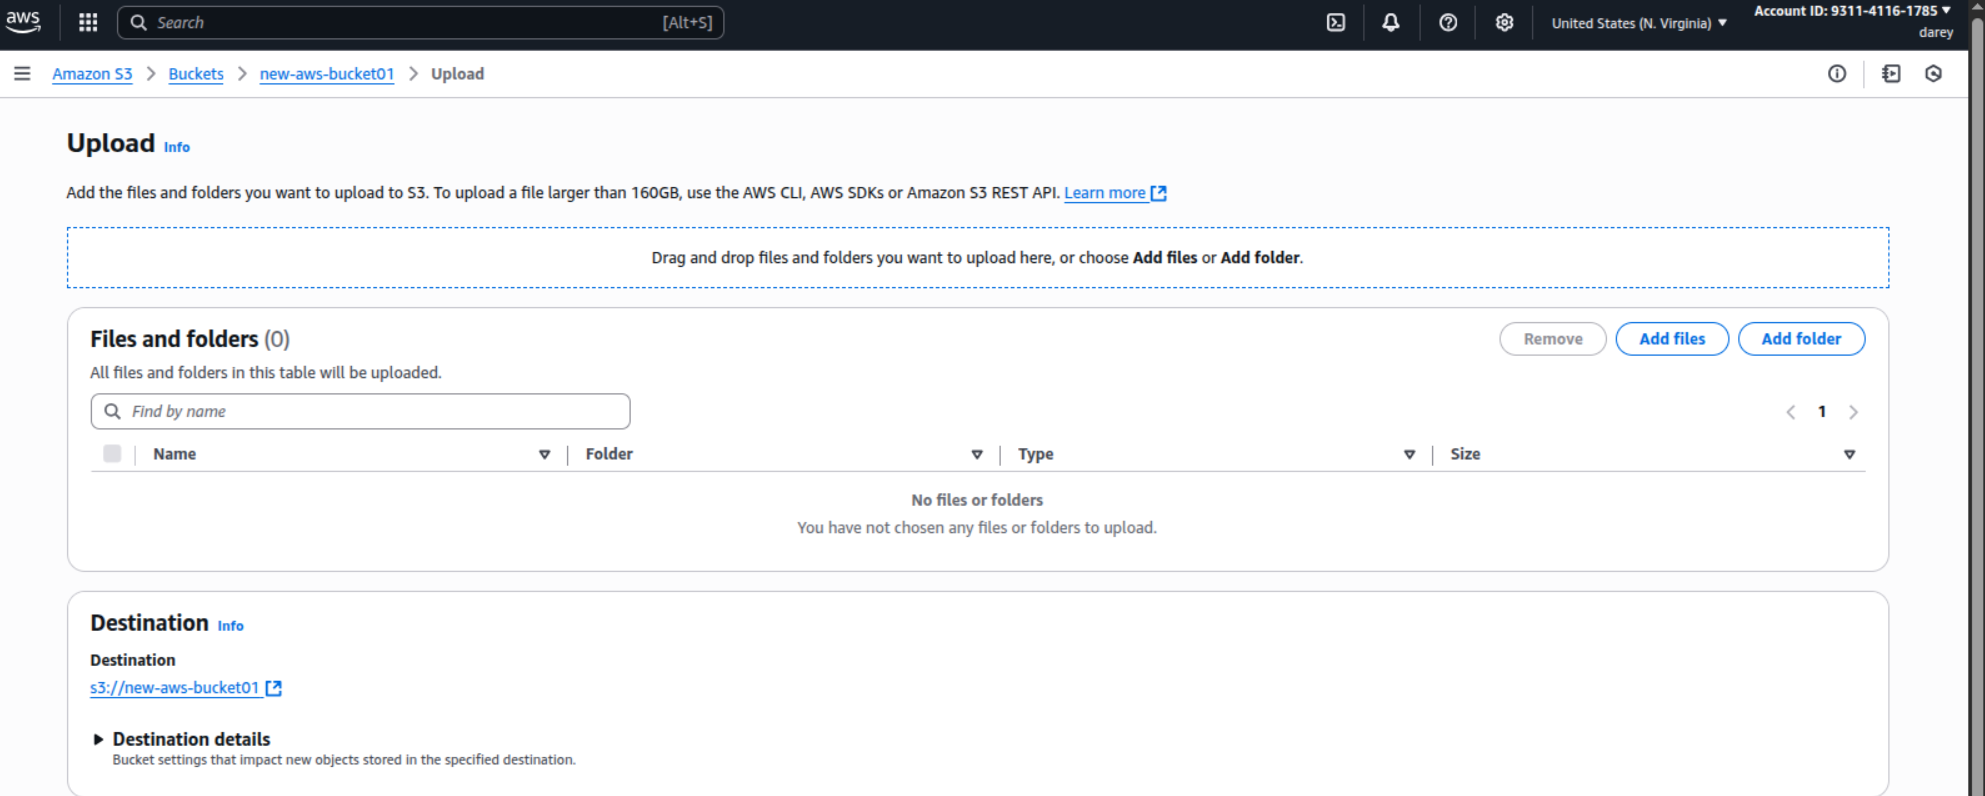 aws
Search [Alt+S]
United States (N. Virginia)
Account ID: 9311-4116-1785
darey
Amazon S3 > Buckets > new-aws-bucket01 > Upload
Upload Info
Add the files and folders you want to upload to S3. To upload a file larger than 160GB, use the AWS CLI, AWS SDKs or Amazon S3 REST API. Learn more
Drag and drop files and folders you want to upload here, or choose Add files or Add folder.
Files and folders (0)
Remove Add files Add folder
All files and folders in this table will be uploaded.
Find by name
1
Name Folder Type Size
No files or folders
You have not chosen any files or folders to upload.
Destination Info
Destination
s3://new-aws-bucket01
Destination details
Bucket settings that impact new objects stored in the specified destination.